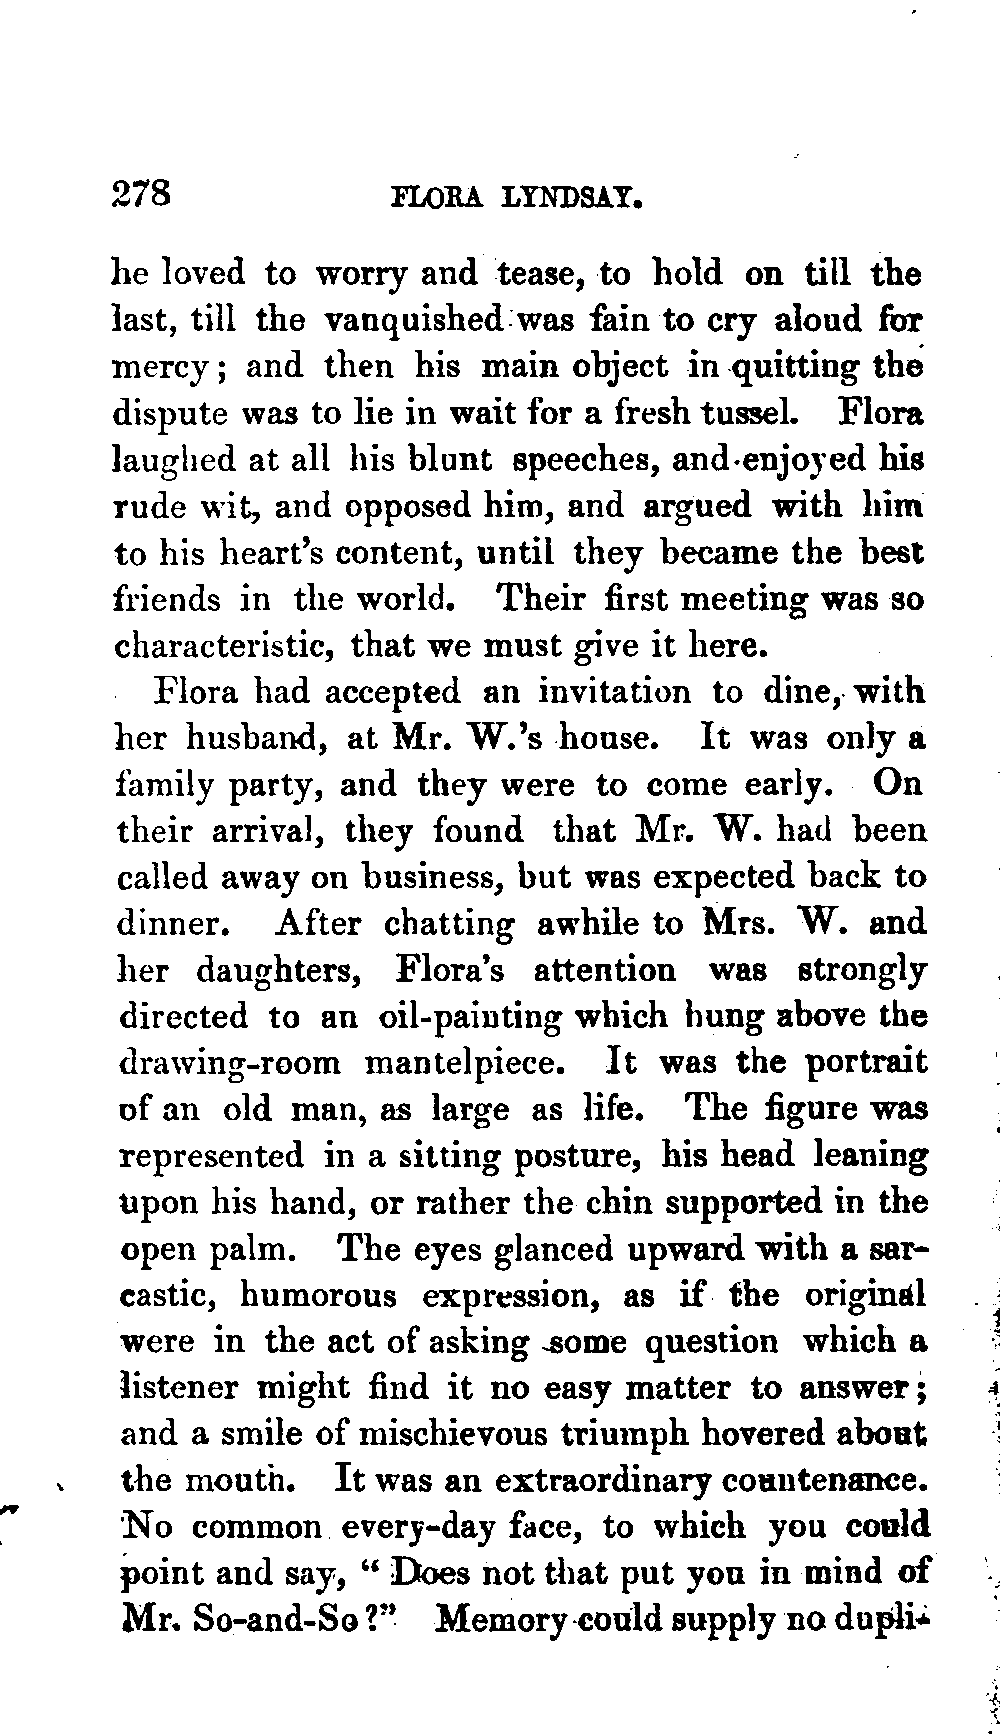 278 FLORA LYNDSAY.
he loved to worry and tease, to hold on till the
last, till the vanquished was fain to cry aloud for
mercy; and then his main object in quitting the
dispute was to lie in wait for a fresh tussel. Flora
laughed at all his blunt speeches, and enjoyed his
rude wit, and opposed him, and argued with him
to his heart's content, until they became the best
friends in the world. Their first meeting was so
characteristic, that we must give it here.
Flora had accepted an invitation to dine, with
her husband, at Mr. W.'s house. It was only a
family party, and they were to come early. On
their arrival, they found that Mr. W. had been
called away on business, but was expected back to
dinner. After chatting awhile to Mrs. W. and
her daughters, Flora's attention was strongly
directed to an oil-painting which hung above the
drawing-room mantelpiece. It was the portrait
of an old man, as large as life. The figure was
represented in a sitting posture, his head leaning
upon his hand, or rather the chin supported in the
open palm. The eyes glanced upward with a sar-
castic, humorous expression, as if the original
were in the act of asking some question which a
listener might find it no easy matter to answer;
and a smile of mischievous triumph hovered about
the mouth. It was an extraordinary countenance.
No common every-day face, to which you could
point and say, "Does not that put you in mind of
Mr. So-and-So?" Memory could supply no dupli-